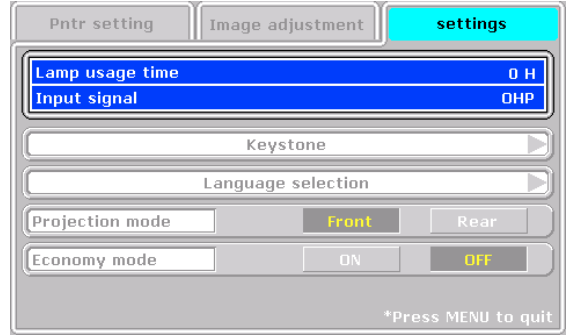 Pntr setting Image adjustment settings
Lamp usage time 0 H
Input signal OHP
Keystone
Language selection
Projection mode Front Rear
Economy mode ON OFF
*Press MENU to quit